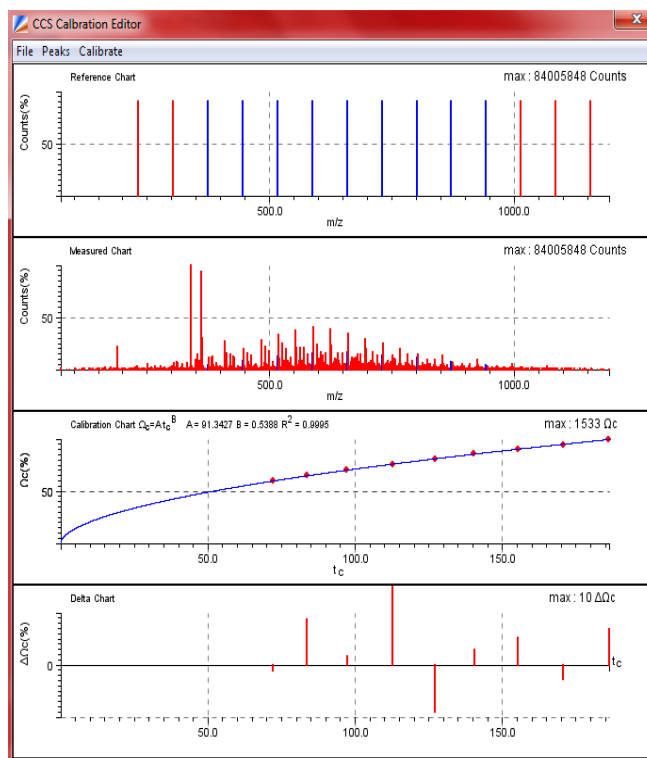 CCS Calbration Editor
X
File Peaks Calibrate
Reference Chart
max : 84005848 Counts
Counts(%)
50
500.0
1000.0
m/z
Measured Chart
max : 84005848 Counts
Counts(%)
50
500.0
1000.0
m/z
Calibration Chart Ωc=Atc^B A = 91.3427 B = 0.5388 R^2 = 0.9995
max : 1533 Ωc
Ωc(%)
50
50.0
100.0
150.0
tc
Delta Chart
max : 10 ΔΩc
ΔΩc(%)
0
tc
50.0
100.0
150.0